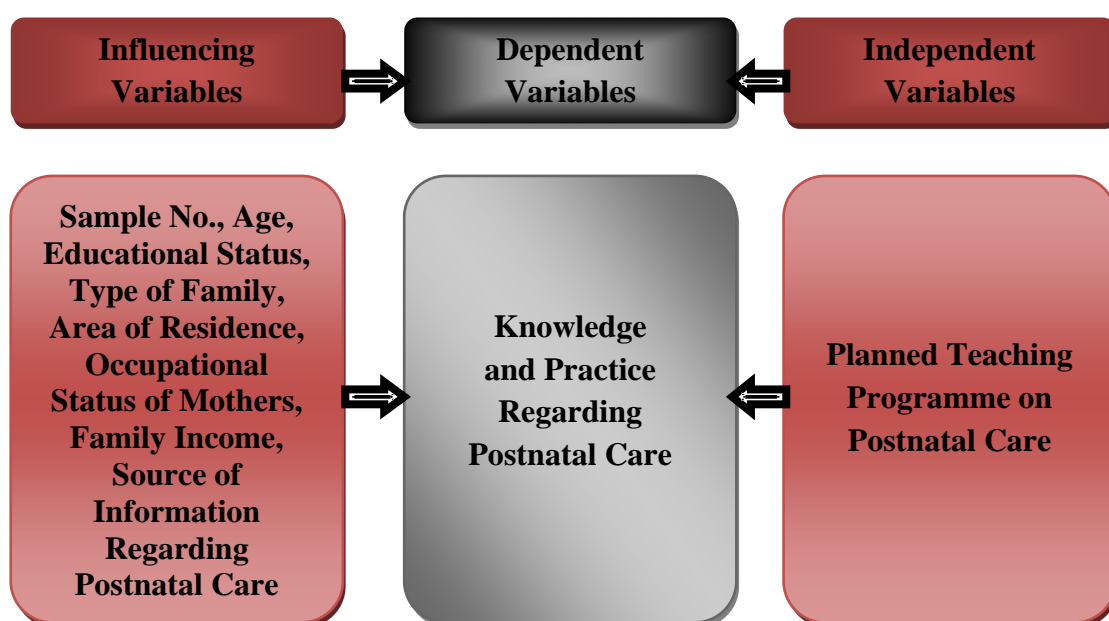 Influencing
Variables
Dependent
Variables
Independent
Variables
Sample No., Age,
Educational Status,
Type of Family,
Area of Residence,
Occupational
Status of Mothers,
Family Income,
Source of
Information
Regarding
Postnatal Care
Knowledge
and Practice
Regarding
Postnatal Care
Planned Teaching
Programme on
Postnatal Care